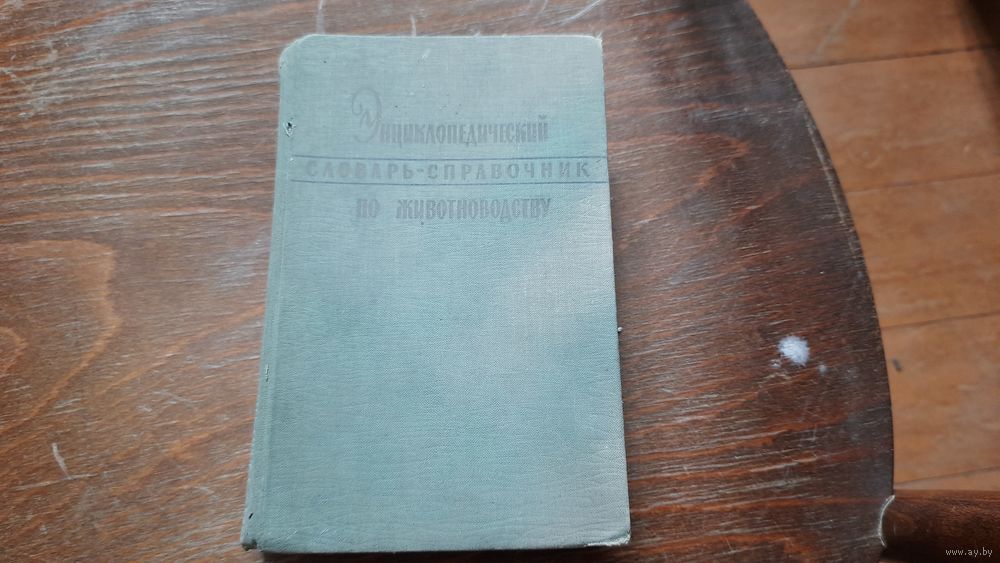 Энциклопедический
СЛОВАРЬ-СПРАВОЧНИК
ПО ЖИВОТНОВОДСТВУ
www.ay.by